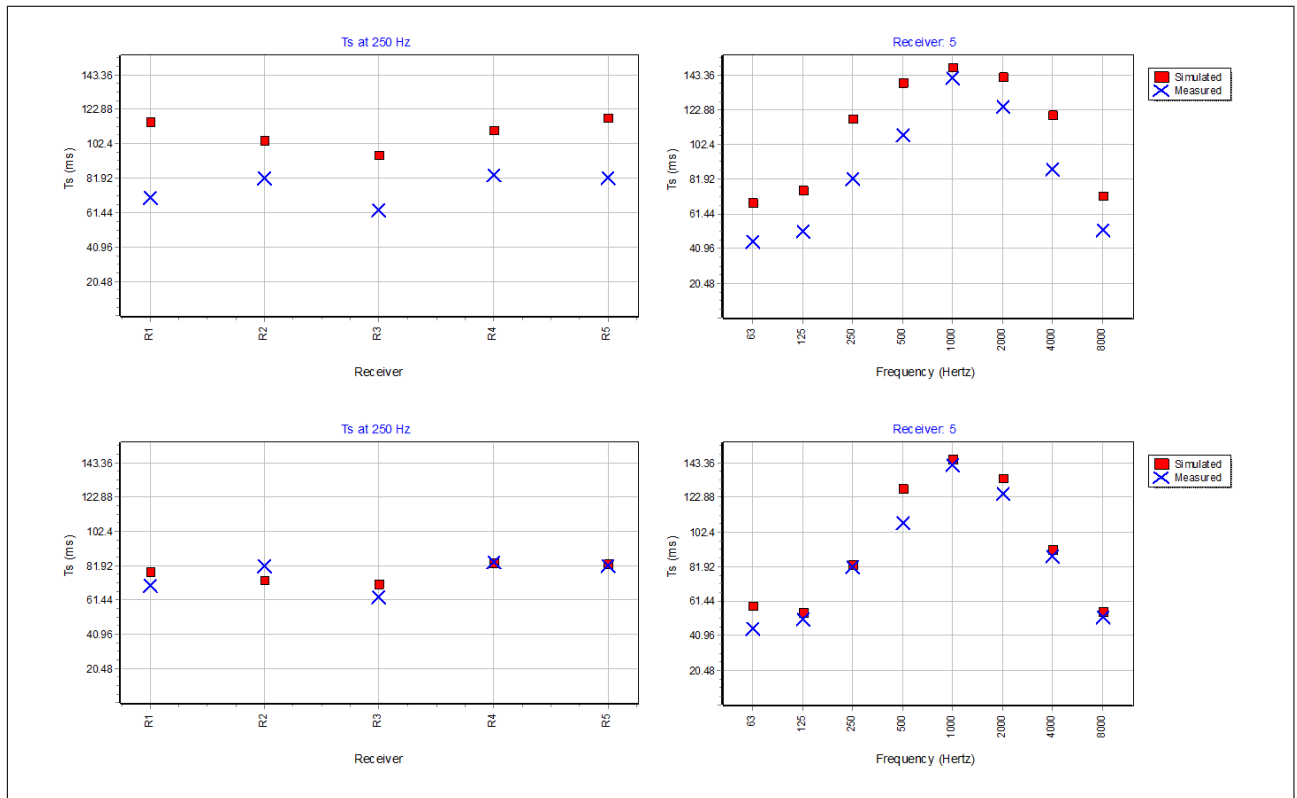 Ts at 250 Hz
Ts (ms)
143.36
122.88
102.4
81.92
61.44
40.96
20.48
R1
R2
R3
R4
R5
Receiver
Receiver: 5
Simulated
Measured
Ts (ms)
143.36
122.88
102.4
81.92
61.44
40.96
20.48
63
125
250
500
1000
2000
4000
8000
Frequency (Hertz)
Ts at 250 Hz
Ts (ms)
143.36
122.88
102.4
81.92
61.44
40.96
20.48
R1
R2
R3
R4
R5
Receiver
Receiver: 5
Simulated
Measured
Ts (ms)
143.36
122.88
102.4
81.92
61.44
40.96
20.48
63
125
250
500
1000
2000
4000
8000
Frequency (Hertz)